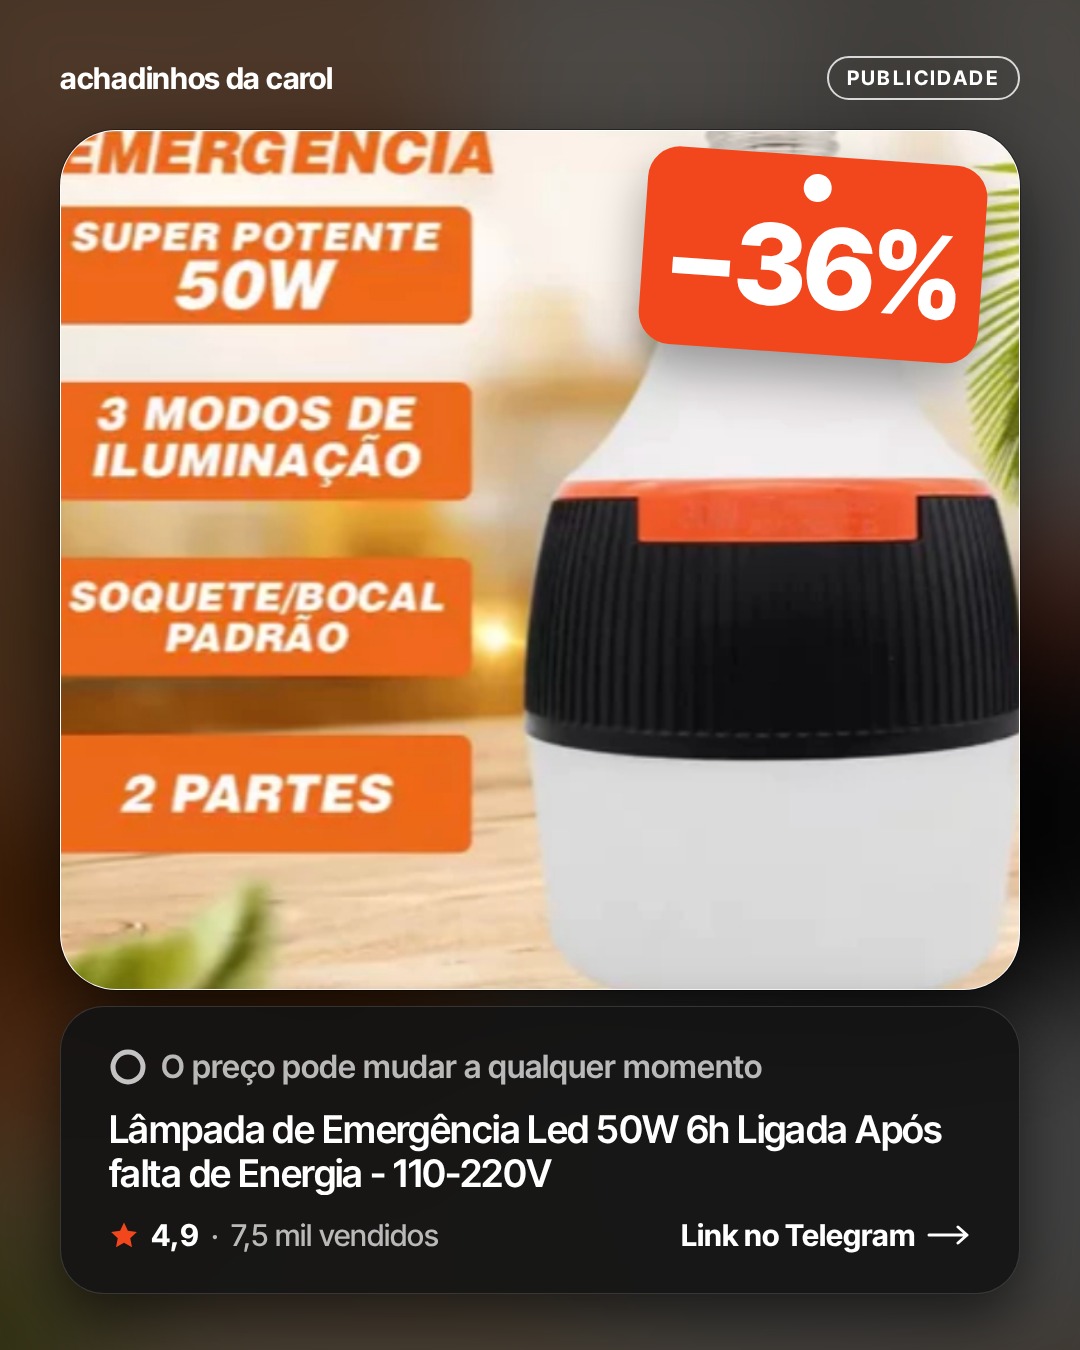 achadinhos da carol
PUBLICIDADE
EMERGENCIA
SUPER POTENTE
50W
-36%
3 MODOS DE
ILUMINAÇÃO
SOQUETE/BOCAL
PADRÃO
2 PARTES
O preço pode mudar a qualquer momento
Lâmpada de Emergência Led 50W 6h Ligada Após
falta de Energia - 110-220V
4,9 · 7,5 mil vendidos
Link no Telegram →